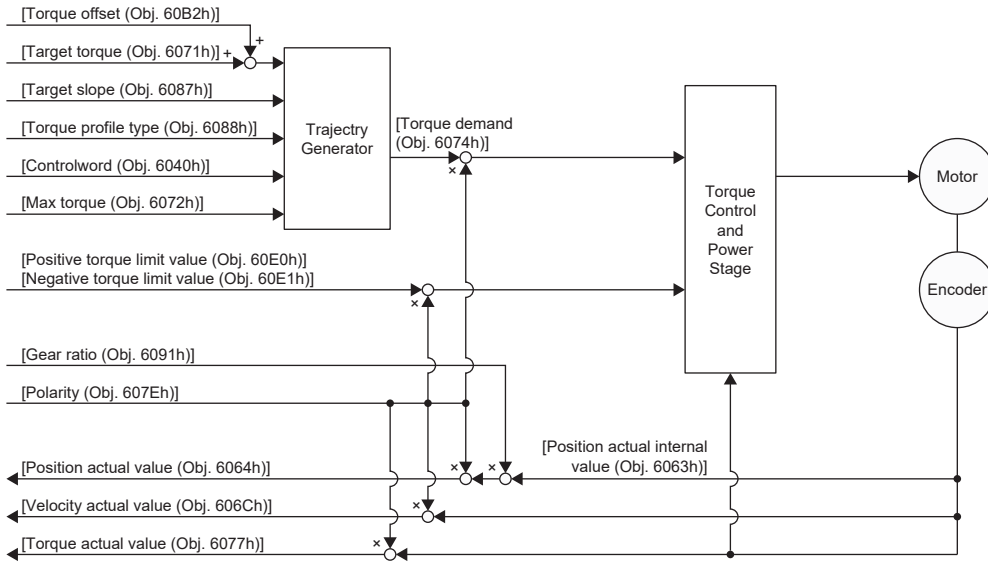 [Torque offset (Obj. 60B2h)]
+
[Target torque (Obj. 6071h)]
+
[Target slope (Obj. 6087h)]
[Torque profile type (Obj. 6088h)]
[Controlword (Obj. 6040h)]
[Max torque (Obj. 6072h)]
Trajectry
Generator
[Torque demand
(Obj. 6074h)]
×
Torque
Control
and
Power
Stage
Motor
Encoder
[Positive torque limit value (Obj. 60E0h)]
[Negative torque limit value (Obj. 60E1h)]
×
[Gear ratio (Obj. 6091h)]
[Polarity (Obj. 607Eh)]
[Position actual internal
value (Obj. 6063h)]
[Position actual value (Obj. 6064h)]
×
×
[Velocity actual value (Obj. 606Ch)]
×
[Torque actual value (Obj. 6077h)]
×